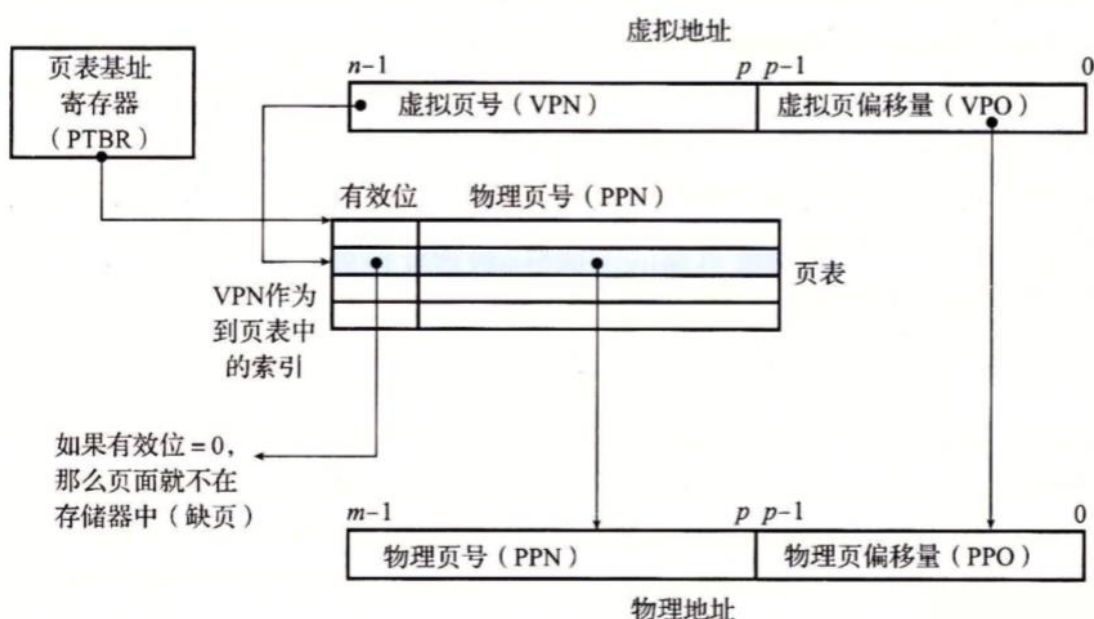 虚拟地址
页表基址
寄存器
（PTBR）
n-1
p p-1
0
虚拟页号（VPN）
虚拟页偏移量（VPO）
有效位
物理页号（PPN）
页表
VPN作为
到页表中
的索引
如果有效位=0，
那么页面就不在
存储器中（缺页）
m-1
p p-1
0
物理页号（PPN）
物理页偏移量（PPO）
物理地址